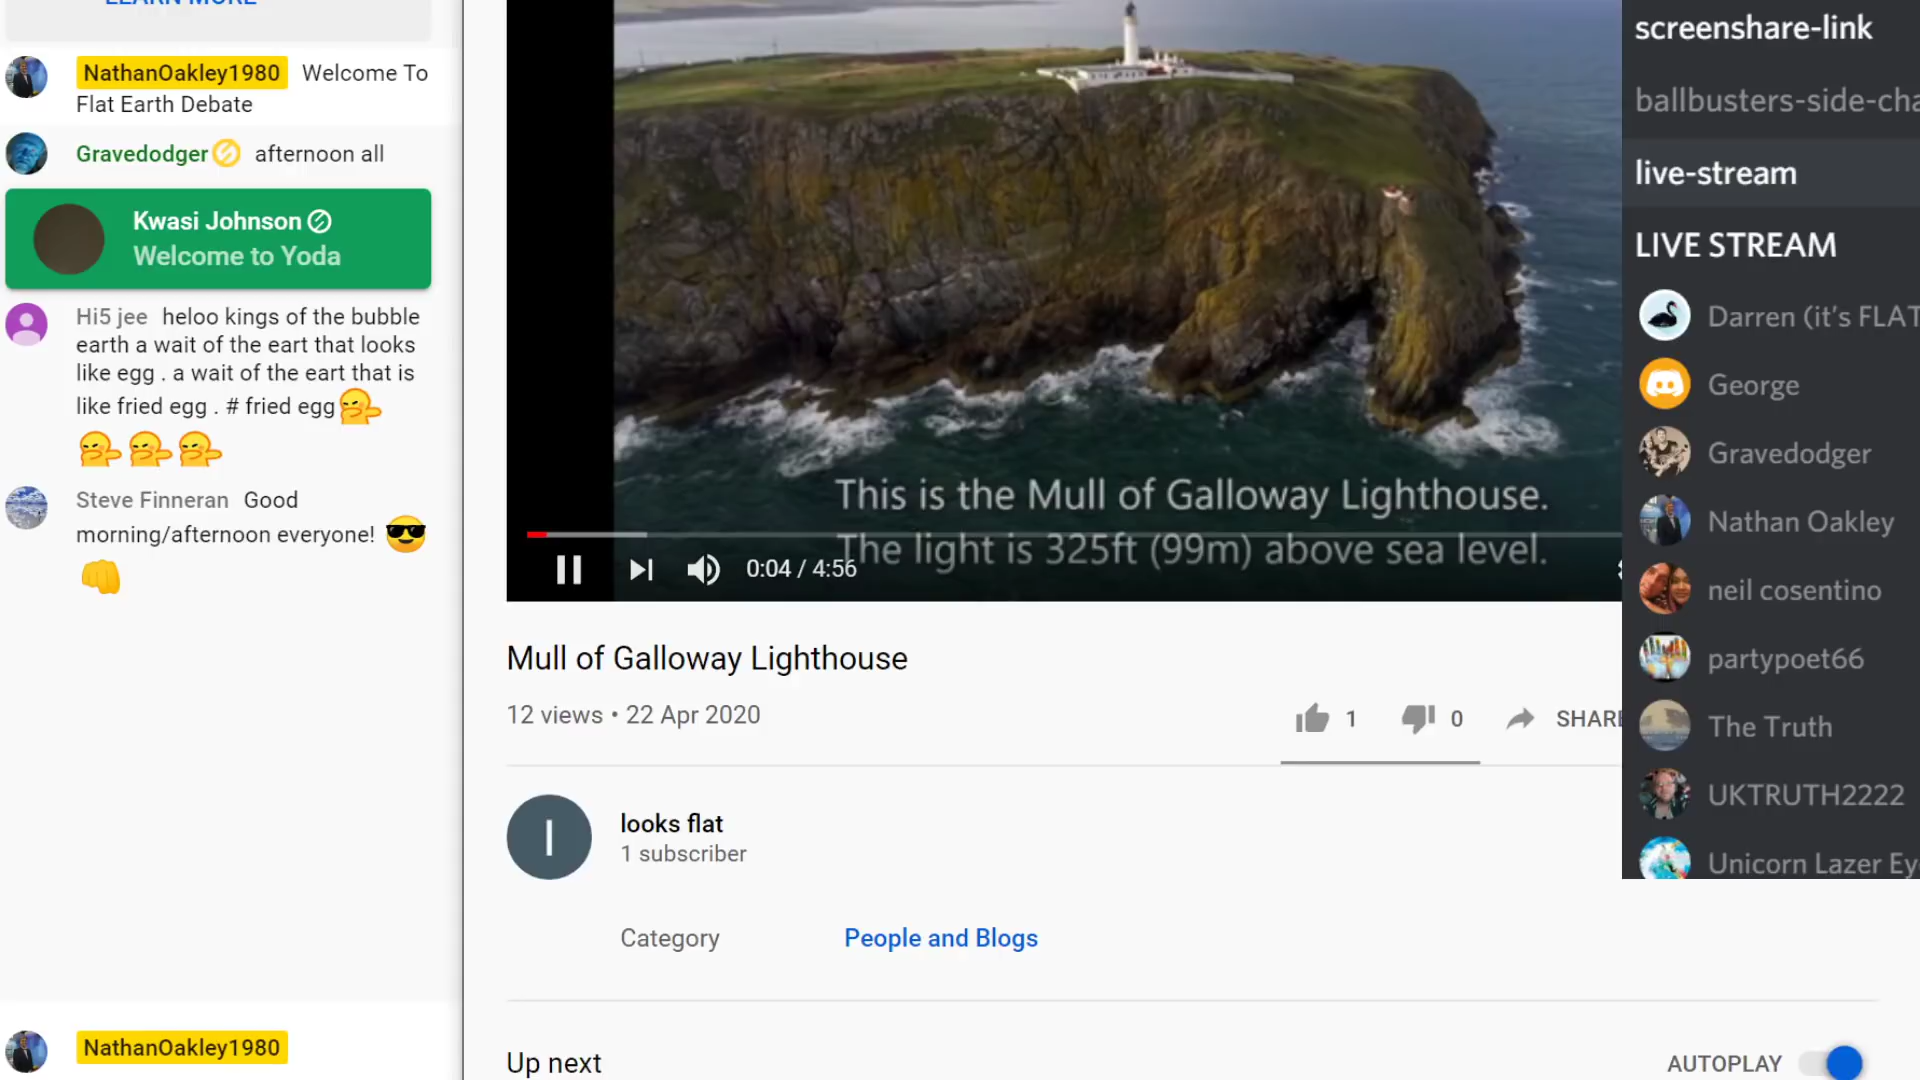 LEARN MORE
NathanOakley1980 Welcome To
Flat Earth Debate
Gravedodger afternoon all
Kwasi Johnson
Welcome to Yoda
Hi5 jee heloo kings of the bubble
earth a wait of the eart that looks
like egg . a wait of the eart that is
like fried egg . # fried egg
Steve Finneran Good
morning/afternoon everyone!
NathanOakley1980
This is the Mull of Galloway Lighthouse.
The light is 325ft (99m) above sea level.
0:04 / 4:56
Mull of Galloway Lighthouse
12 views • 22 Apr 2020
1
0
SHARE
I
looks flat
1 subscriber
Category
People and Blogs
Up next
AUTOPLAY
screenshare-link
ballbusters-side-cha
live-stream
LIVE STREAM
Darren (it's FLAT
George
Gravedodger
Nathan Oakley
neil cosentino
partypoet66
The Truth
UKTRUTH2222
Unicorn Lazer Ey